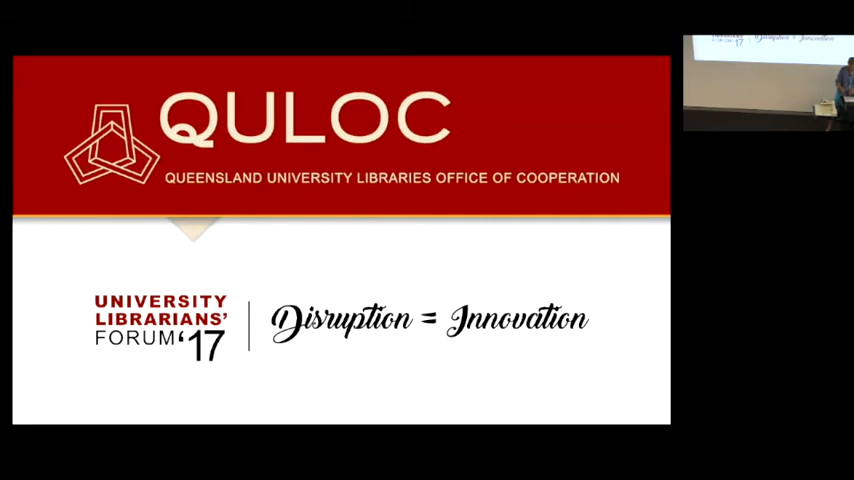 QULOC
QUEENSLAND UNIVERSITY LIBRARIES OFFICE OF COOPERATION
UNIVERSITY
LIBRARIANS’
FORUM‘17
Disruption = Innovation